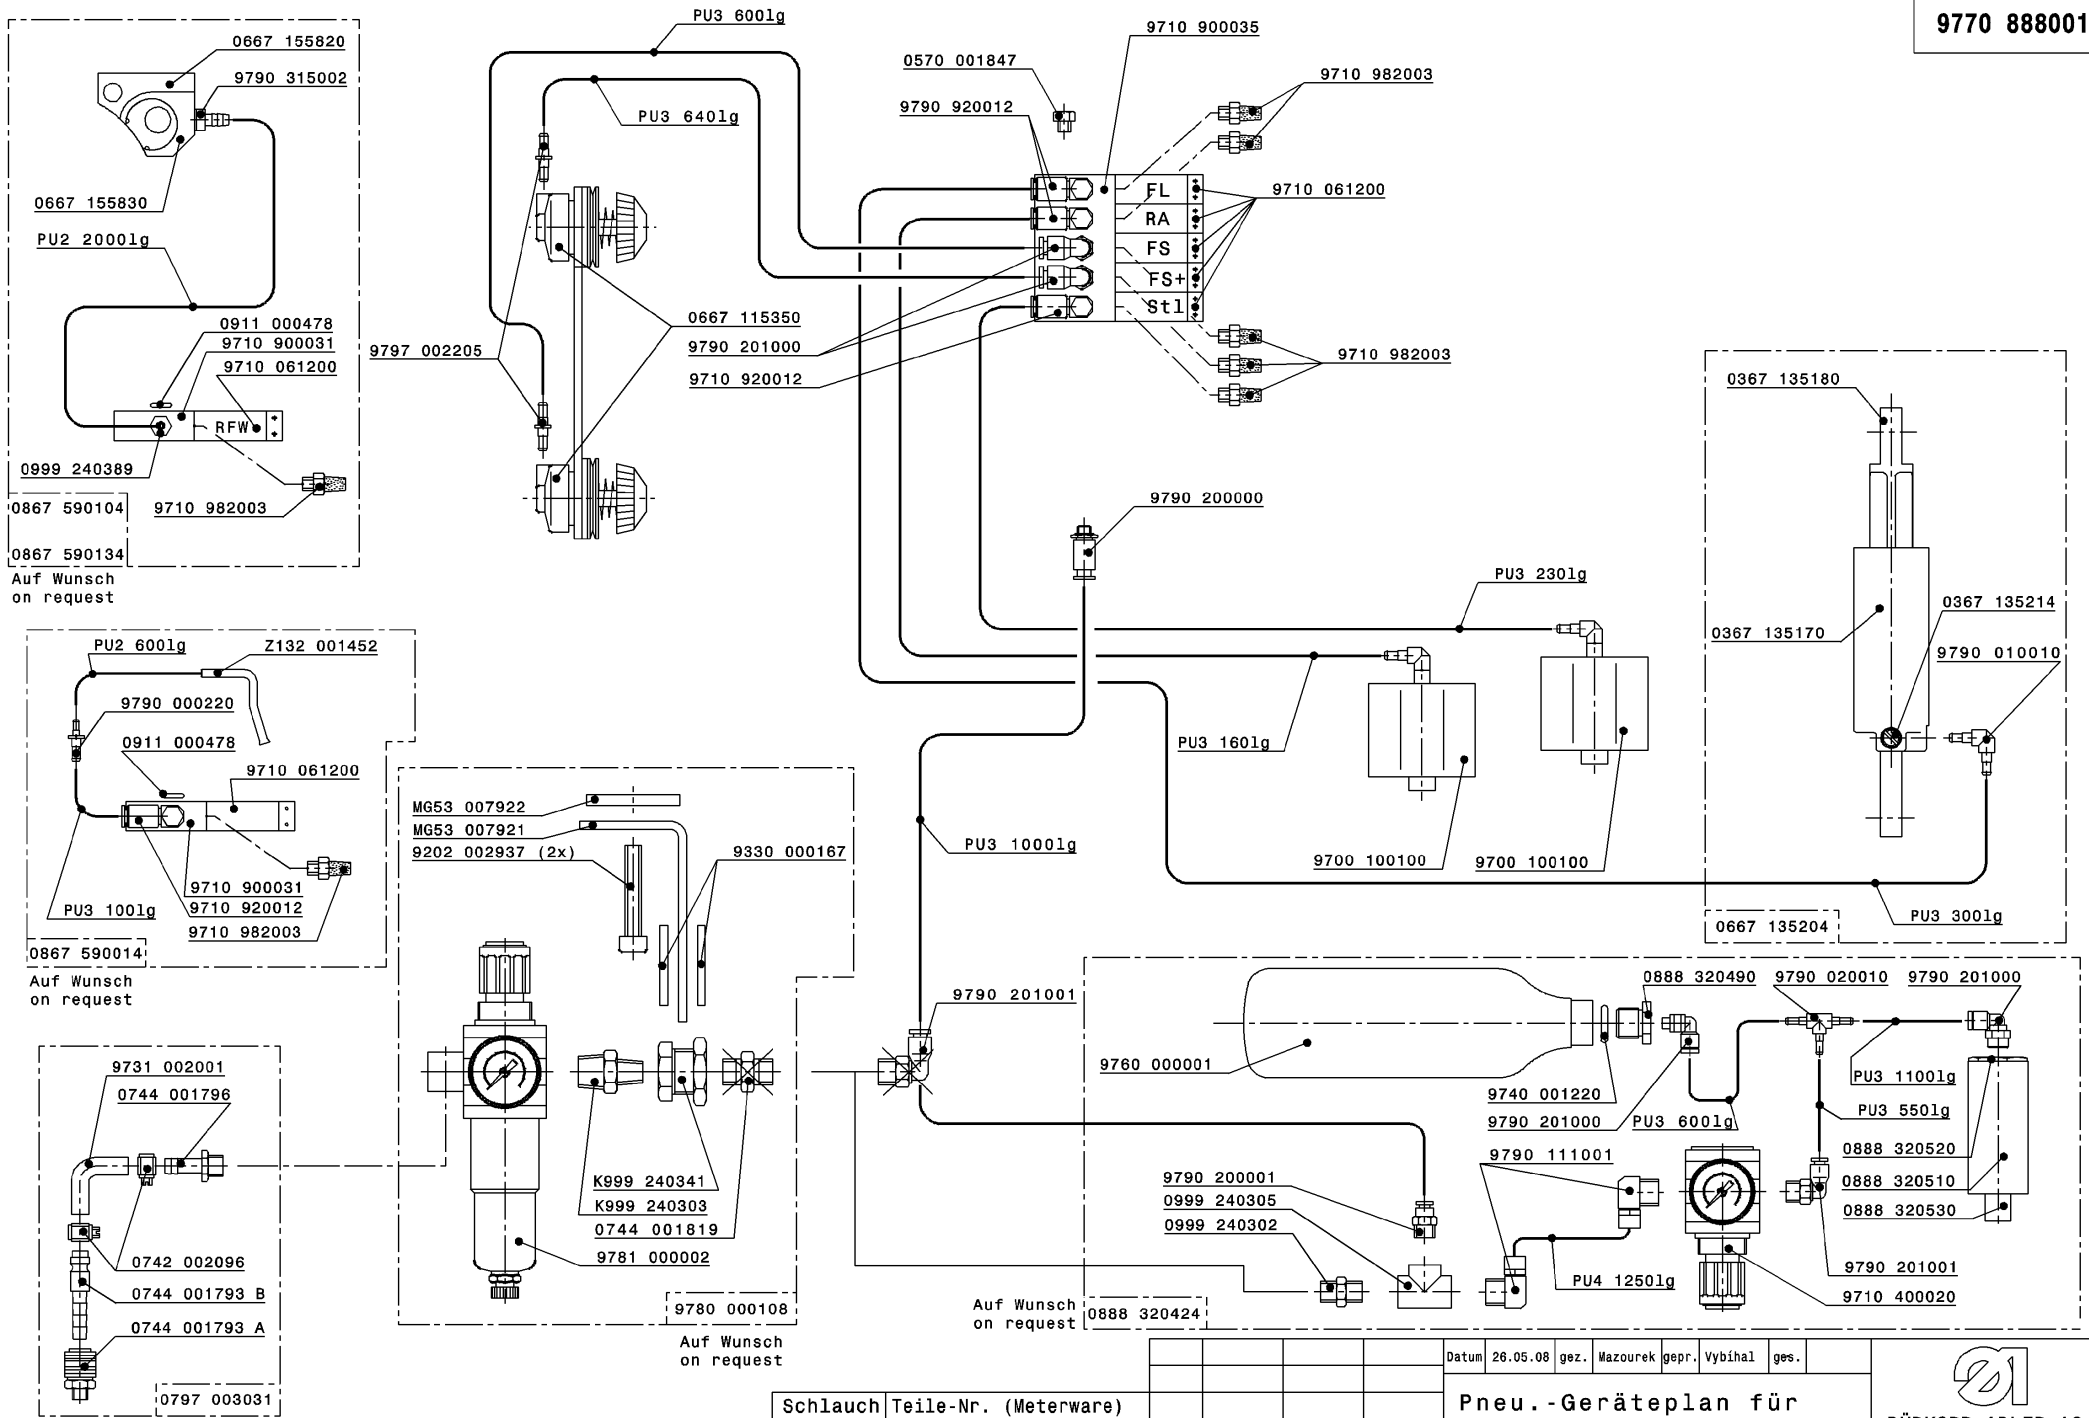 9770 888001
0667 155820
9790 315002
0667 155830
PU2 2000lg
0911 000478
9710 900031
9710 061200
RFW
0999 240389
9710 982003
0867 590104
0867 590134
Auf Wunsch
on request
PU3 600lg
PU3 640lg
9797 002205
0667 115350
9790 201000
9710 920012
9710 900035
0570 001847
9790 920012
9710 982003
FL
RA
FS
FS+
Stl
9710 061200
9710 982003
9790 200000
PU3 230lg
PU3 160lg
9700 100100
9700 100100
0367 135180
0367 135214
0367 135170
9790 010010
PU3 300lg
0667 135204
PU2 600lg
Z132 001452
9790 000220
0911 000478
9710 061200
9710 900031
PU3 100lg
9710 920012
9710 982003
0867 590014
Auf Wunsch
on request
MG53 007922
MG53 007921
9202 002937 (2x)
9330 000167
K999 240341
K999 240303
0744 001819
9781 000002
9780 000108
Auf Wunsch
on request
9731 002001
0744 001796
0742 002096
0744 001793 B
0744 001793 A
0797 003031
PU3 1000lg
9790 201001
0888 320490
9790 020010
9790 201000
9760 000001
9740 001220
9790 201000
PU3 600lg
PU3 1100lg
PU3 550lg
9790 111001
0888 320520
0888 320510
0888 320530
9790 200001
0999 240305
0999 240302
PU4 1250lg
9790 201001
9710 400020
Auf Wunsch
on request
0888 320424
Datum 26.05.08 gez. Mazourek gepr. Vybíhal ges.
Schlauch Teile-Nr. (Meterware)
Pneu.-Geräteplan für